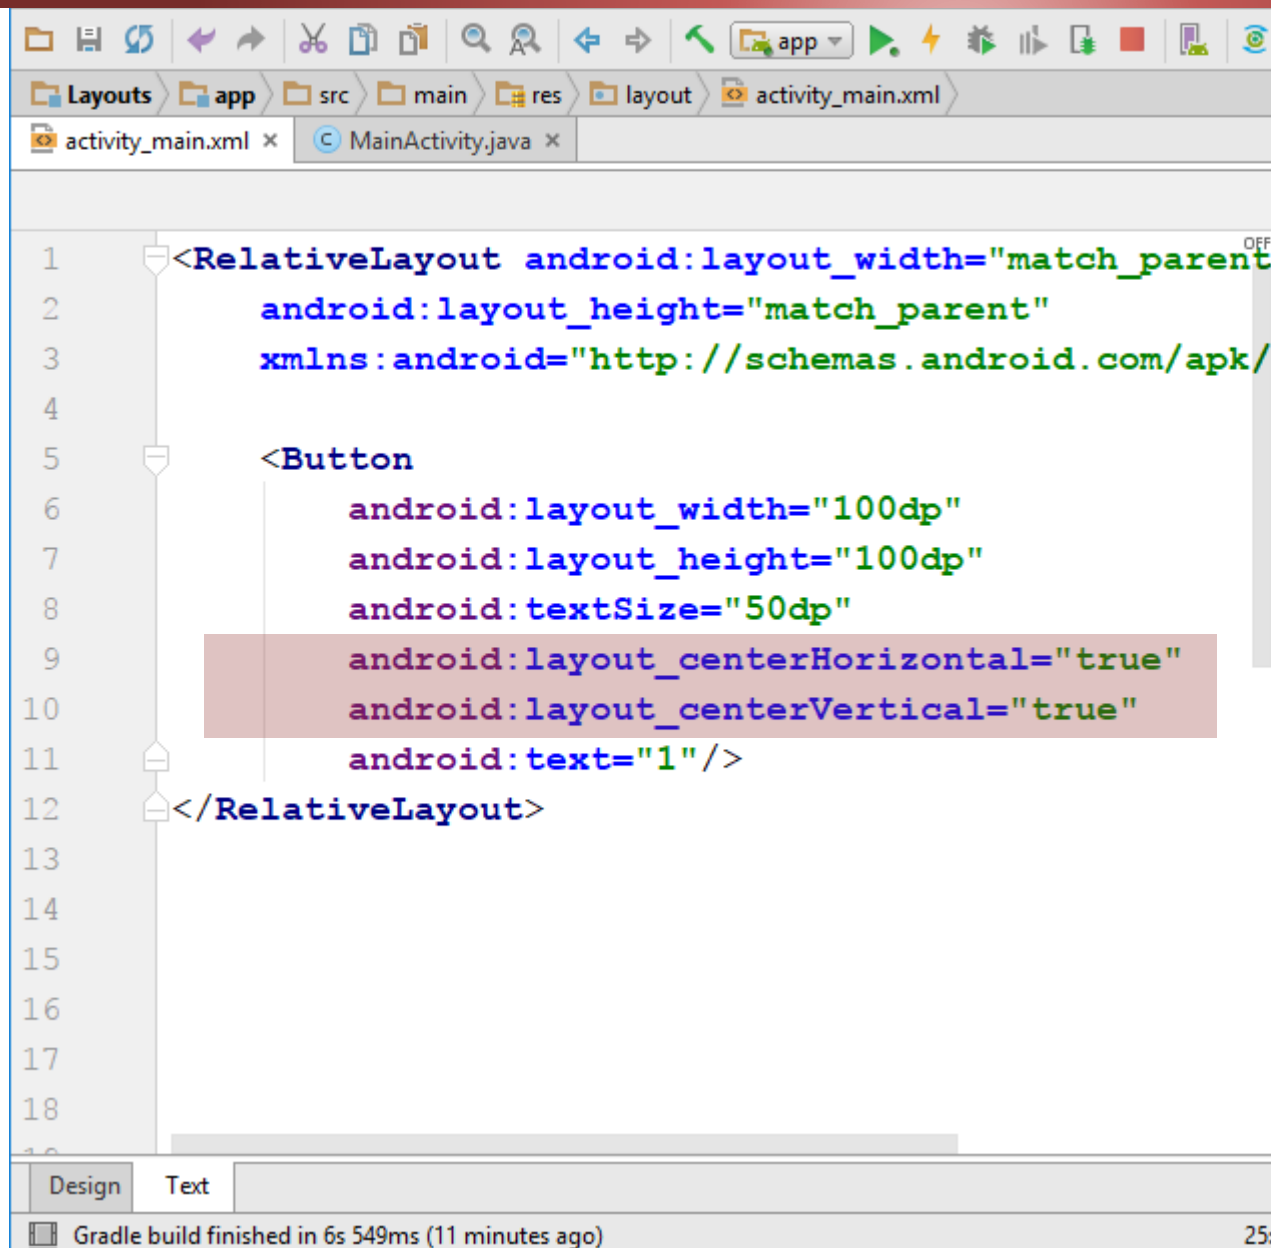 app
Layouts app src main res layout activity_main.xml
activity_main.xml × C MainActivity.java ×
OFF
1 <RelativeLayout android:layout_width="match_parent
2 android:layout_height="match_parent"
3 xmlns:android="http://schemas.android.com/apk/
4
5 <Button
6 android:layout_width="100dp"
7 android:layout_height="100dp"
8 android:textSize="50dp"
9 android:layout_centerHorizontal="true"
10 android:layout_centerVertical="true"
11 android:text="1"/>
12 </RelativeLayout>
13
14
15
16
17
18
Design Text
Gradle build finished in 6s 549ms (11 minutes ago) 25: